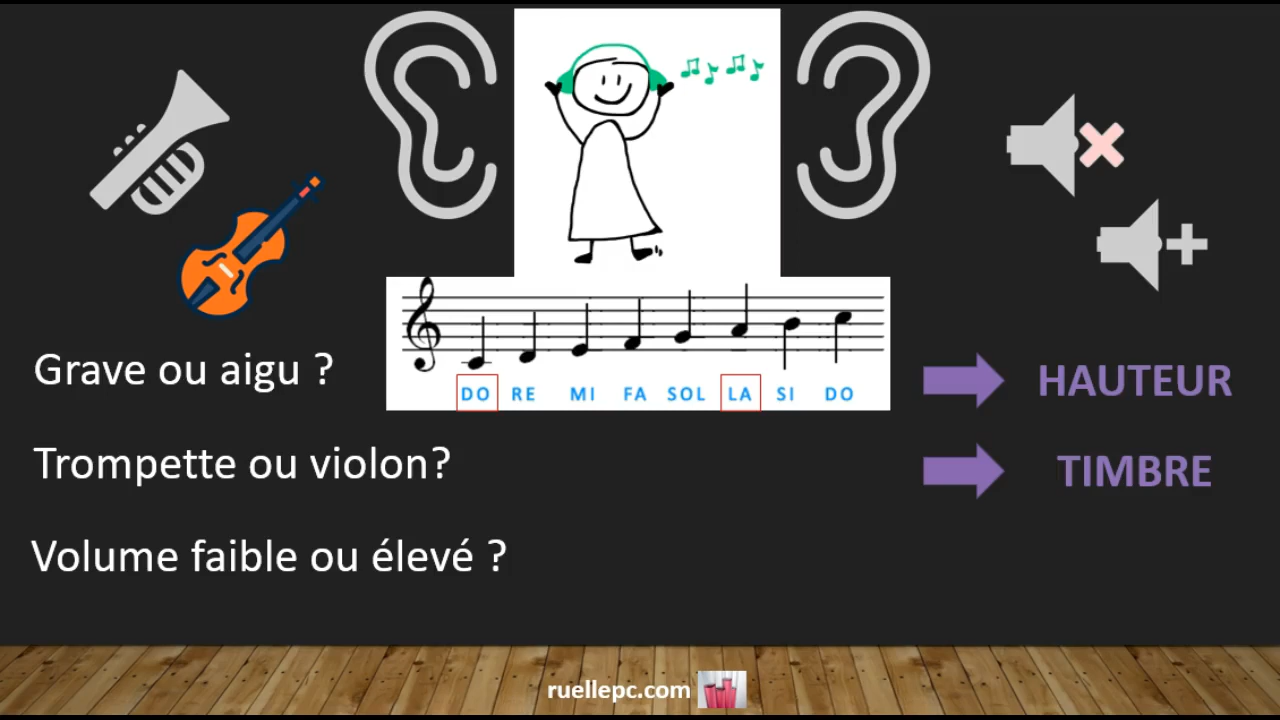 DO RE MI FA SOL LA SI DO
Grave ou aigu ?
HAUTEUR
Trompette ou violon?
TIMBRE
Volume faible ou élevé ?
ruellepc.com